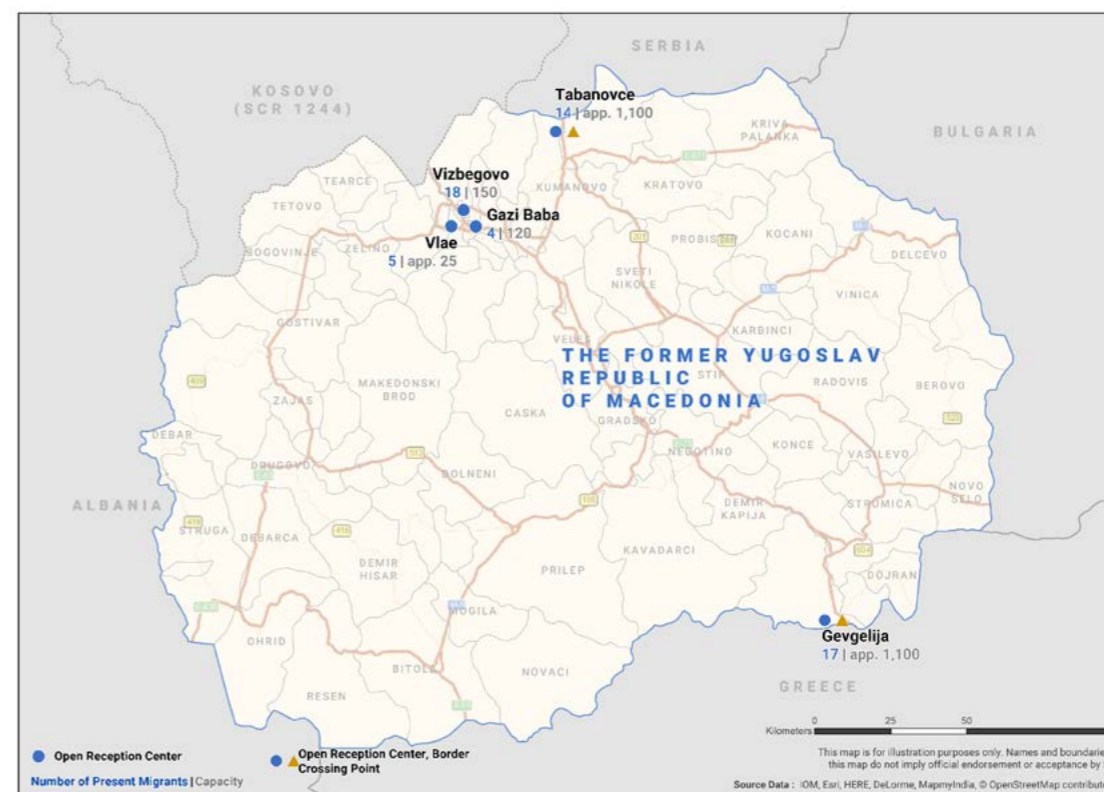 SERBIA
KOSOVO
(SCR 1244)
BULGARIA
Tabanovce
14 | app. 1,100
KRIVA
PALANKA
Vizbegovo
18 | 150
TEARCE
KUMANOVO
KRATOVO
TETOVO
Gazi Baba
4 | 120
Vlae
5 | app. 25
ZELINO
KOCANI
DELCEVO
SVETI
NIKOLE
VINICA
GOSTIVAR
KARBINCI
VELES
THE FORMER YUGOSLAV
REPUBLIC
OF MACEDONIA
STIP
RADOVIS
BEROVO
MAKEDONSKI
BROD
ZAJAS
CASKA
GRADSKO
DEBAR
NEGOTINO
KONCE
VASILEVO
DRUGOVO
DOLNENI
ALBANIA
NOVO
SELO
STRUGA
DEBARCA
DEMIR
KAPIJA
STRUMICA
DEMIR
HISAR
PRILEP
KAVADARCI
604
DOJRAN
MOGILA
OHRID
Gevgelija
17 | app. 1,100
BITOLA
NOVACI
RESEN
GREECE
Kilometers
0 25 50
Open Reception Center
Open Reception Center, Border
Crossing Point
Number of Present Migrants | Capacity
This map is for illustration purposes only. Names and boundaries
this map do not imply official endorsement or acceptance by
Source Data : IOM, Esri, HERE, DeLorme, MapmyIndia, © OpenStreetMap